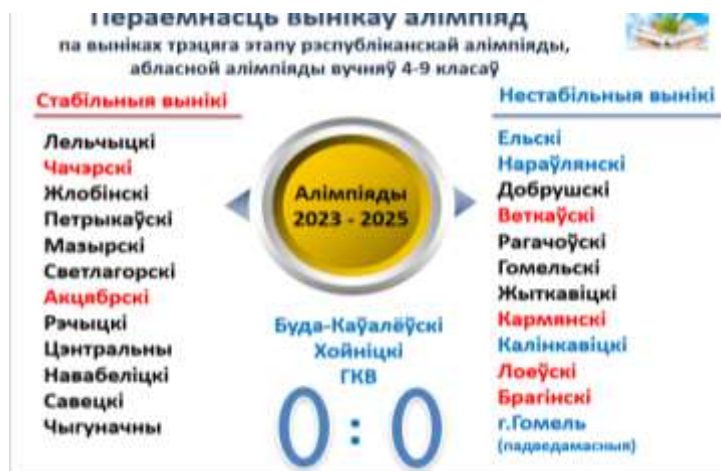 Пераемнасць вынікаў алімпіяд
па выніках трэцяга этапу рэспубліканскай алімпіяды,
абласной алімпіяды вучняў 4-9 класаў
Стабільныя вынікі
Лельчыцкі
Чачэрскі
Жлобінскі
Петрыкаўскі
Мазырскі
Светлагорскі
Акцябрскі
Рэчыцкі
Цэнтральны
Навабеліцкі
Савецкі
Чыгуначны
Алімпіяды
2023 - 2025
Буда-Каўалёўскі
Хойніцкі
ГКВ
0 : 0
Нестабільныя вынікі
Ельскі
Нараўлянскі
Добрушскі
Веткаўскі
Рагачоўскі
Гомельскі
Жыткавіцкі
Кармянскі
Калінкавіцкі
Лоеўскі
Брагінскі
г.Гомель
(падведамасныя)